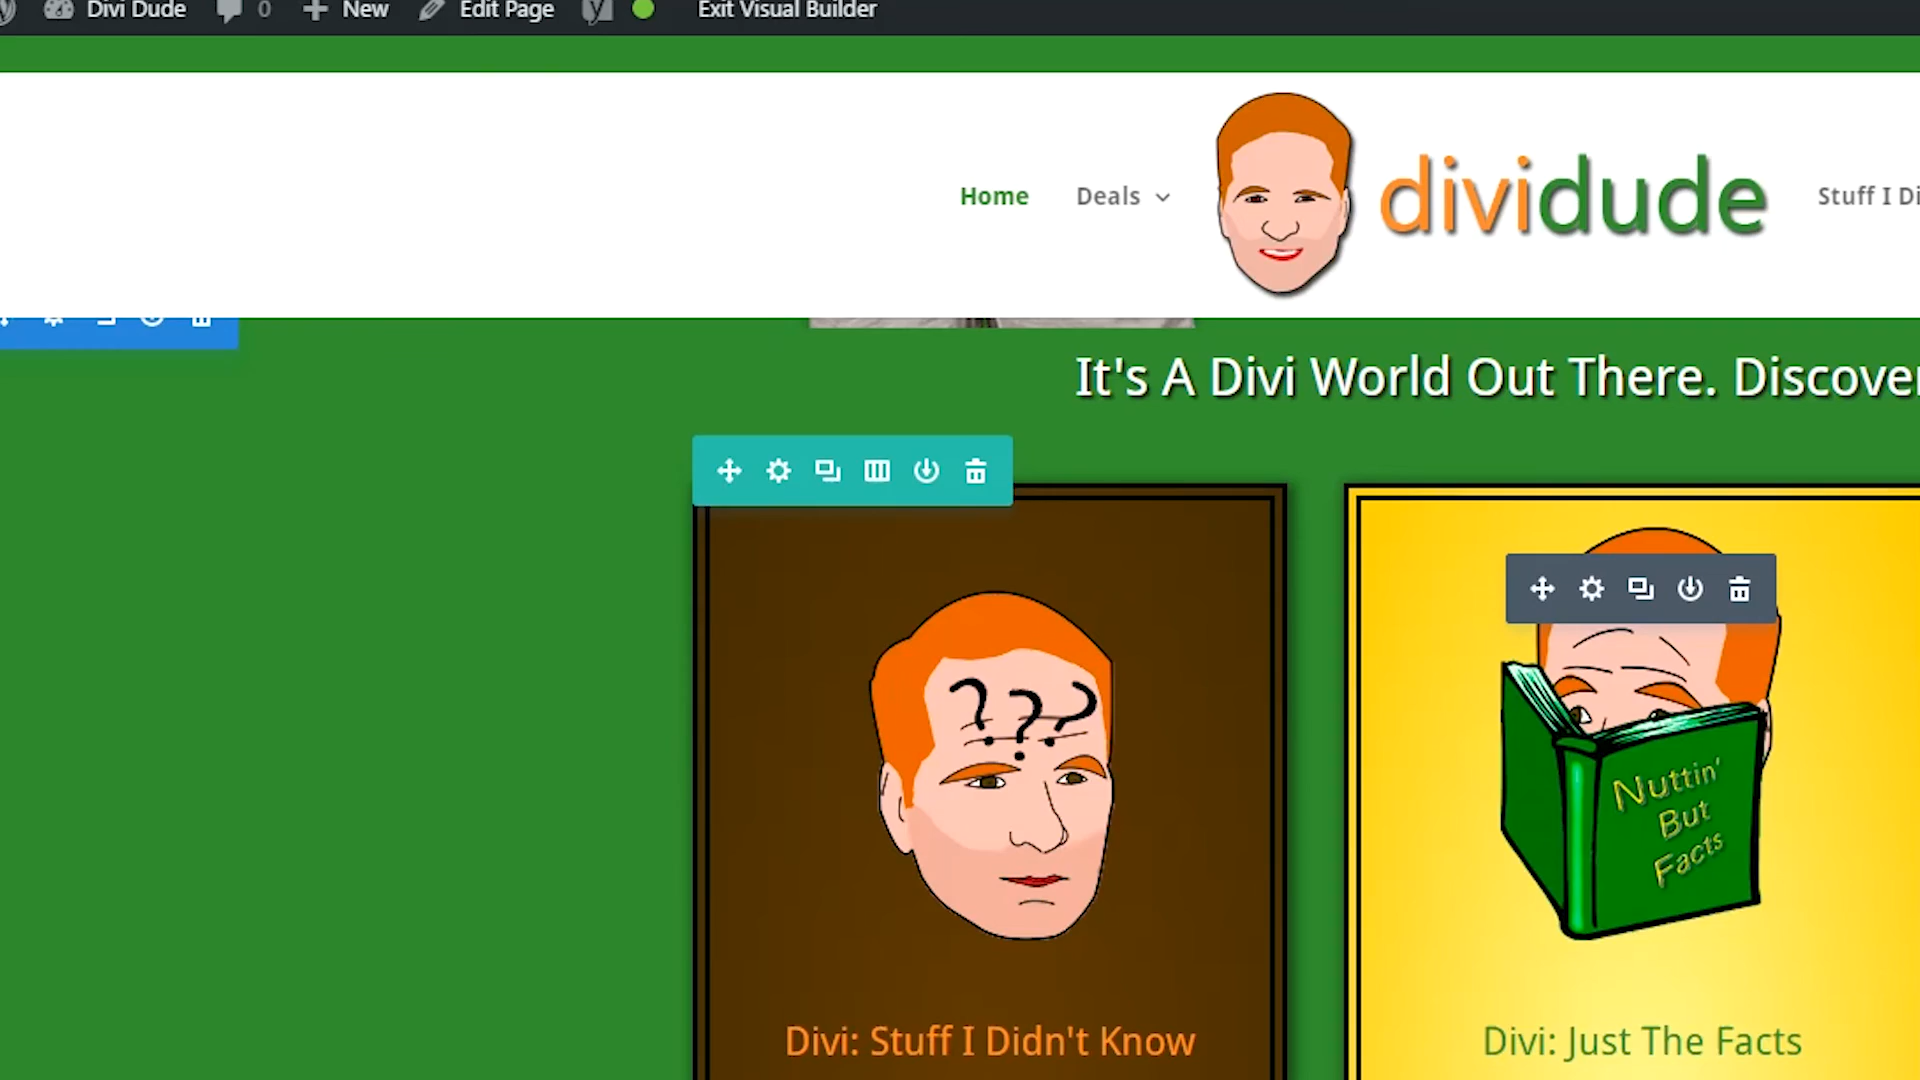 Divi Dude 0 New Edit Page Exit Visual Builder
Home Deals dividude Stuff I Di
It's A Divi World Out There. Discover
? ? ?
Nuttin'
But
Facts
Divi: Stuff I Didn't Know
Divi: Just The Facts